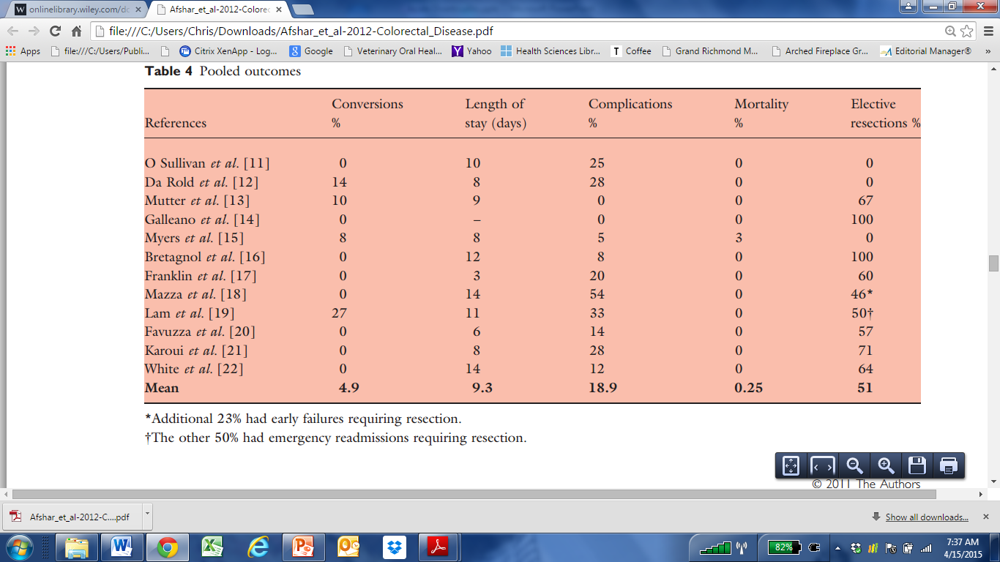 onlinelibrary.wiley.com/do
Afshar_et_al-2012-Colorec
file:///C:/Users/Chris/Downloads/Afshar_et_al-2012-Colorectal_Disease.pdf
Apps file:///C:/Users/Publi... Citrix XenApp - Log... Google Veterinary Oral Heal... Yahoo Health Sciences Libr... Coffee Grand Richmond M... Arched Fireplace Gr... Editorial Manager® »
Table 4 Pooled outcomes
Conversions Length of Complications Mortality Elective
References % stay (days) % % resections %
O Sullivan et al. [11] 0 10 25 0 0
Da Rold et al. [12] 14 8 28 0 0
Mutter et al. [13] 10 9 0 0 67
Galleano et al. [14] 0 – 0 0 100
Myers et al. [15] 8 8 5 3 0
Bretagnol et al. [16] 0 12 8 0 100
Franklin et al. [17] 0 3 20 0 60
Mazza et al. [18] 0 14 54 0 46*
Lam et al. [19] 27 11 33 0 50†
Favuzza et al. [20] 0 6 14 0 57
Karoui et al. [21] 0 8 28 0 71
White et al. [22] 0 14 12 0 64
Mean 4.9 9.3 18.9 0.25 51
*Additional 23% had early failures requiring resection.
†The other 50% had emergency readmissions requiring resection.
© 2011 The Authors
Afshar_et_al-2012-C....pdf
Show all downloads...
82%
7:37 AM
4/15/2015